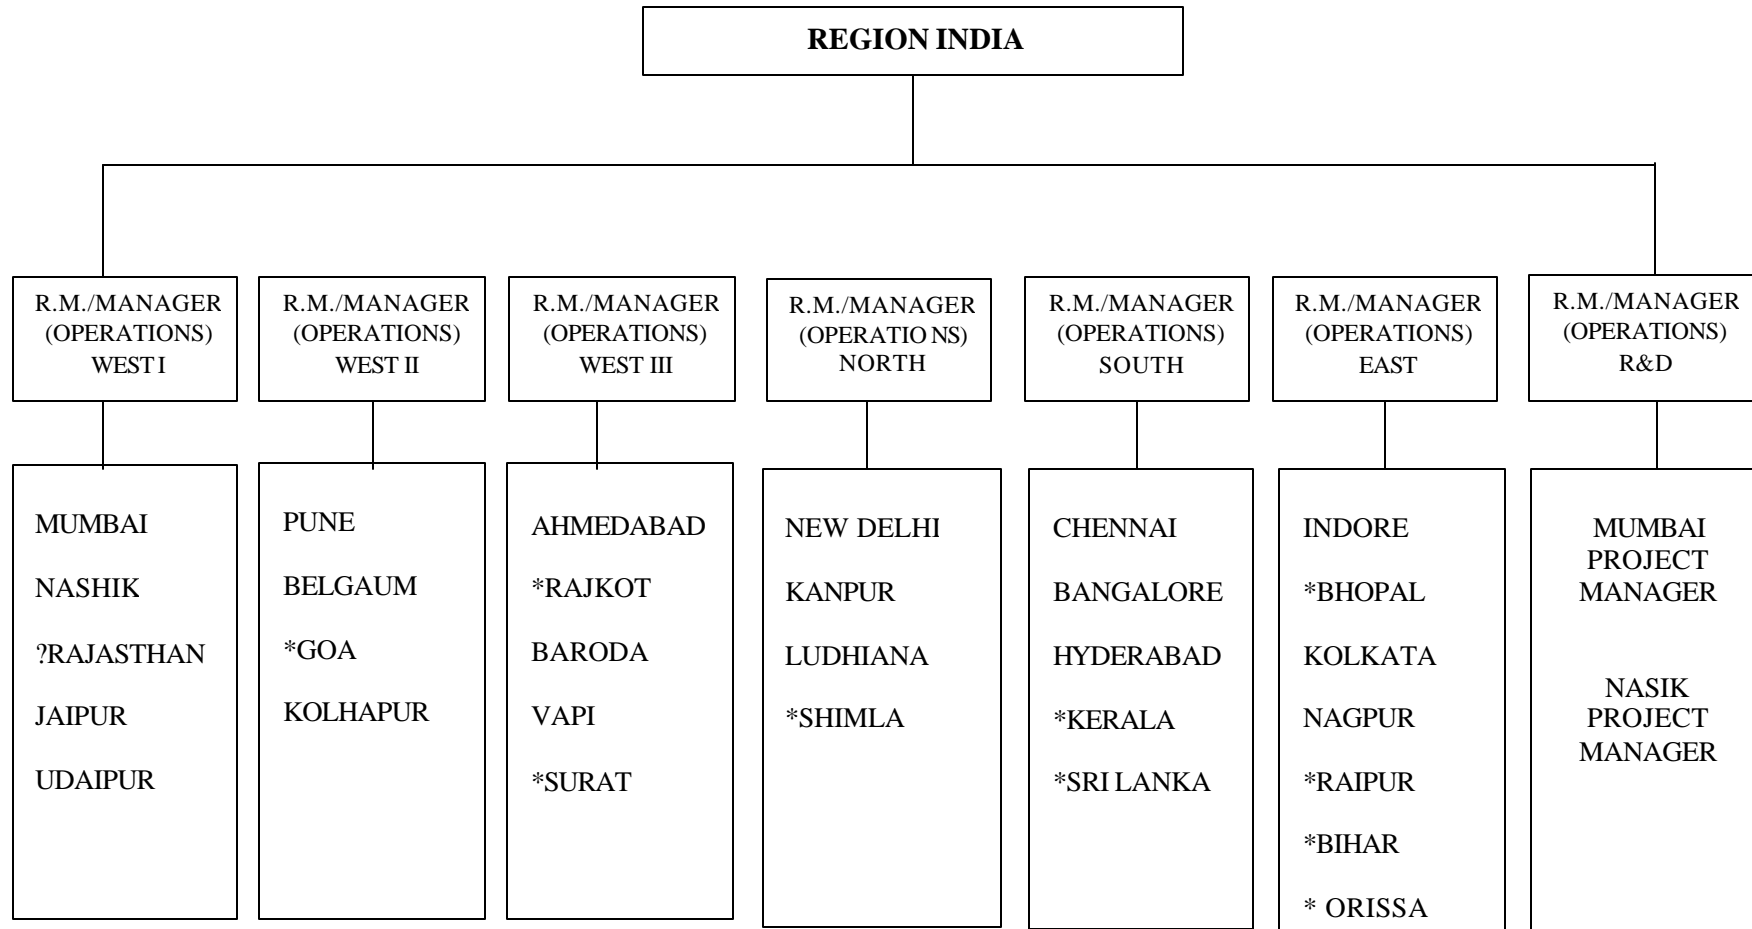 REGION INDIA
R.M./MANAGER
(OPERATIONS)
WEST I
R.M./MANAGER
(OPERATIONS)
WEST II
R.M./MANAGER
(OPERATIONS)
WEST III
R.M./MANAGER
(OPERATIO NS)
NORTH
R.M./MANAGER
(OPERATIONS)
SOUTH
R.M./MANAGER
(OPERATIONS)
EAST
R.M./MANAGER
(OPERATIONS)
R&D
MUMBAI
NASHIK
?RAJASTHAN
JAIPUR
UDAIPUR
PUNE
BELGAUM
*GOA
KOLHAPUR
AHMEDABAD
*RAJKOT
BARODA
VAPI
*SURAT
NEW DELHI
KANPUR
LUDHIANA
*SHIMLA
CHENNAI
BANGALORE
HYDERABAD
*KERALA
*SRI LANKA
INDORE
*BHOPAL
KOLKATA
NAGPUR
*RAIPUR
*BIHAR
* ORISSA
MUMBAI
PROJECT
MANAGER
NASIK
PROJECT
MANAGER